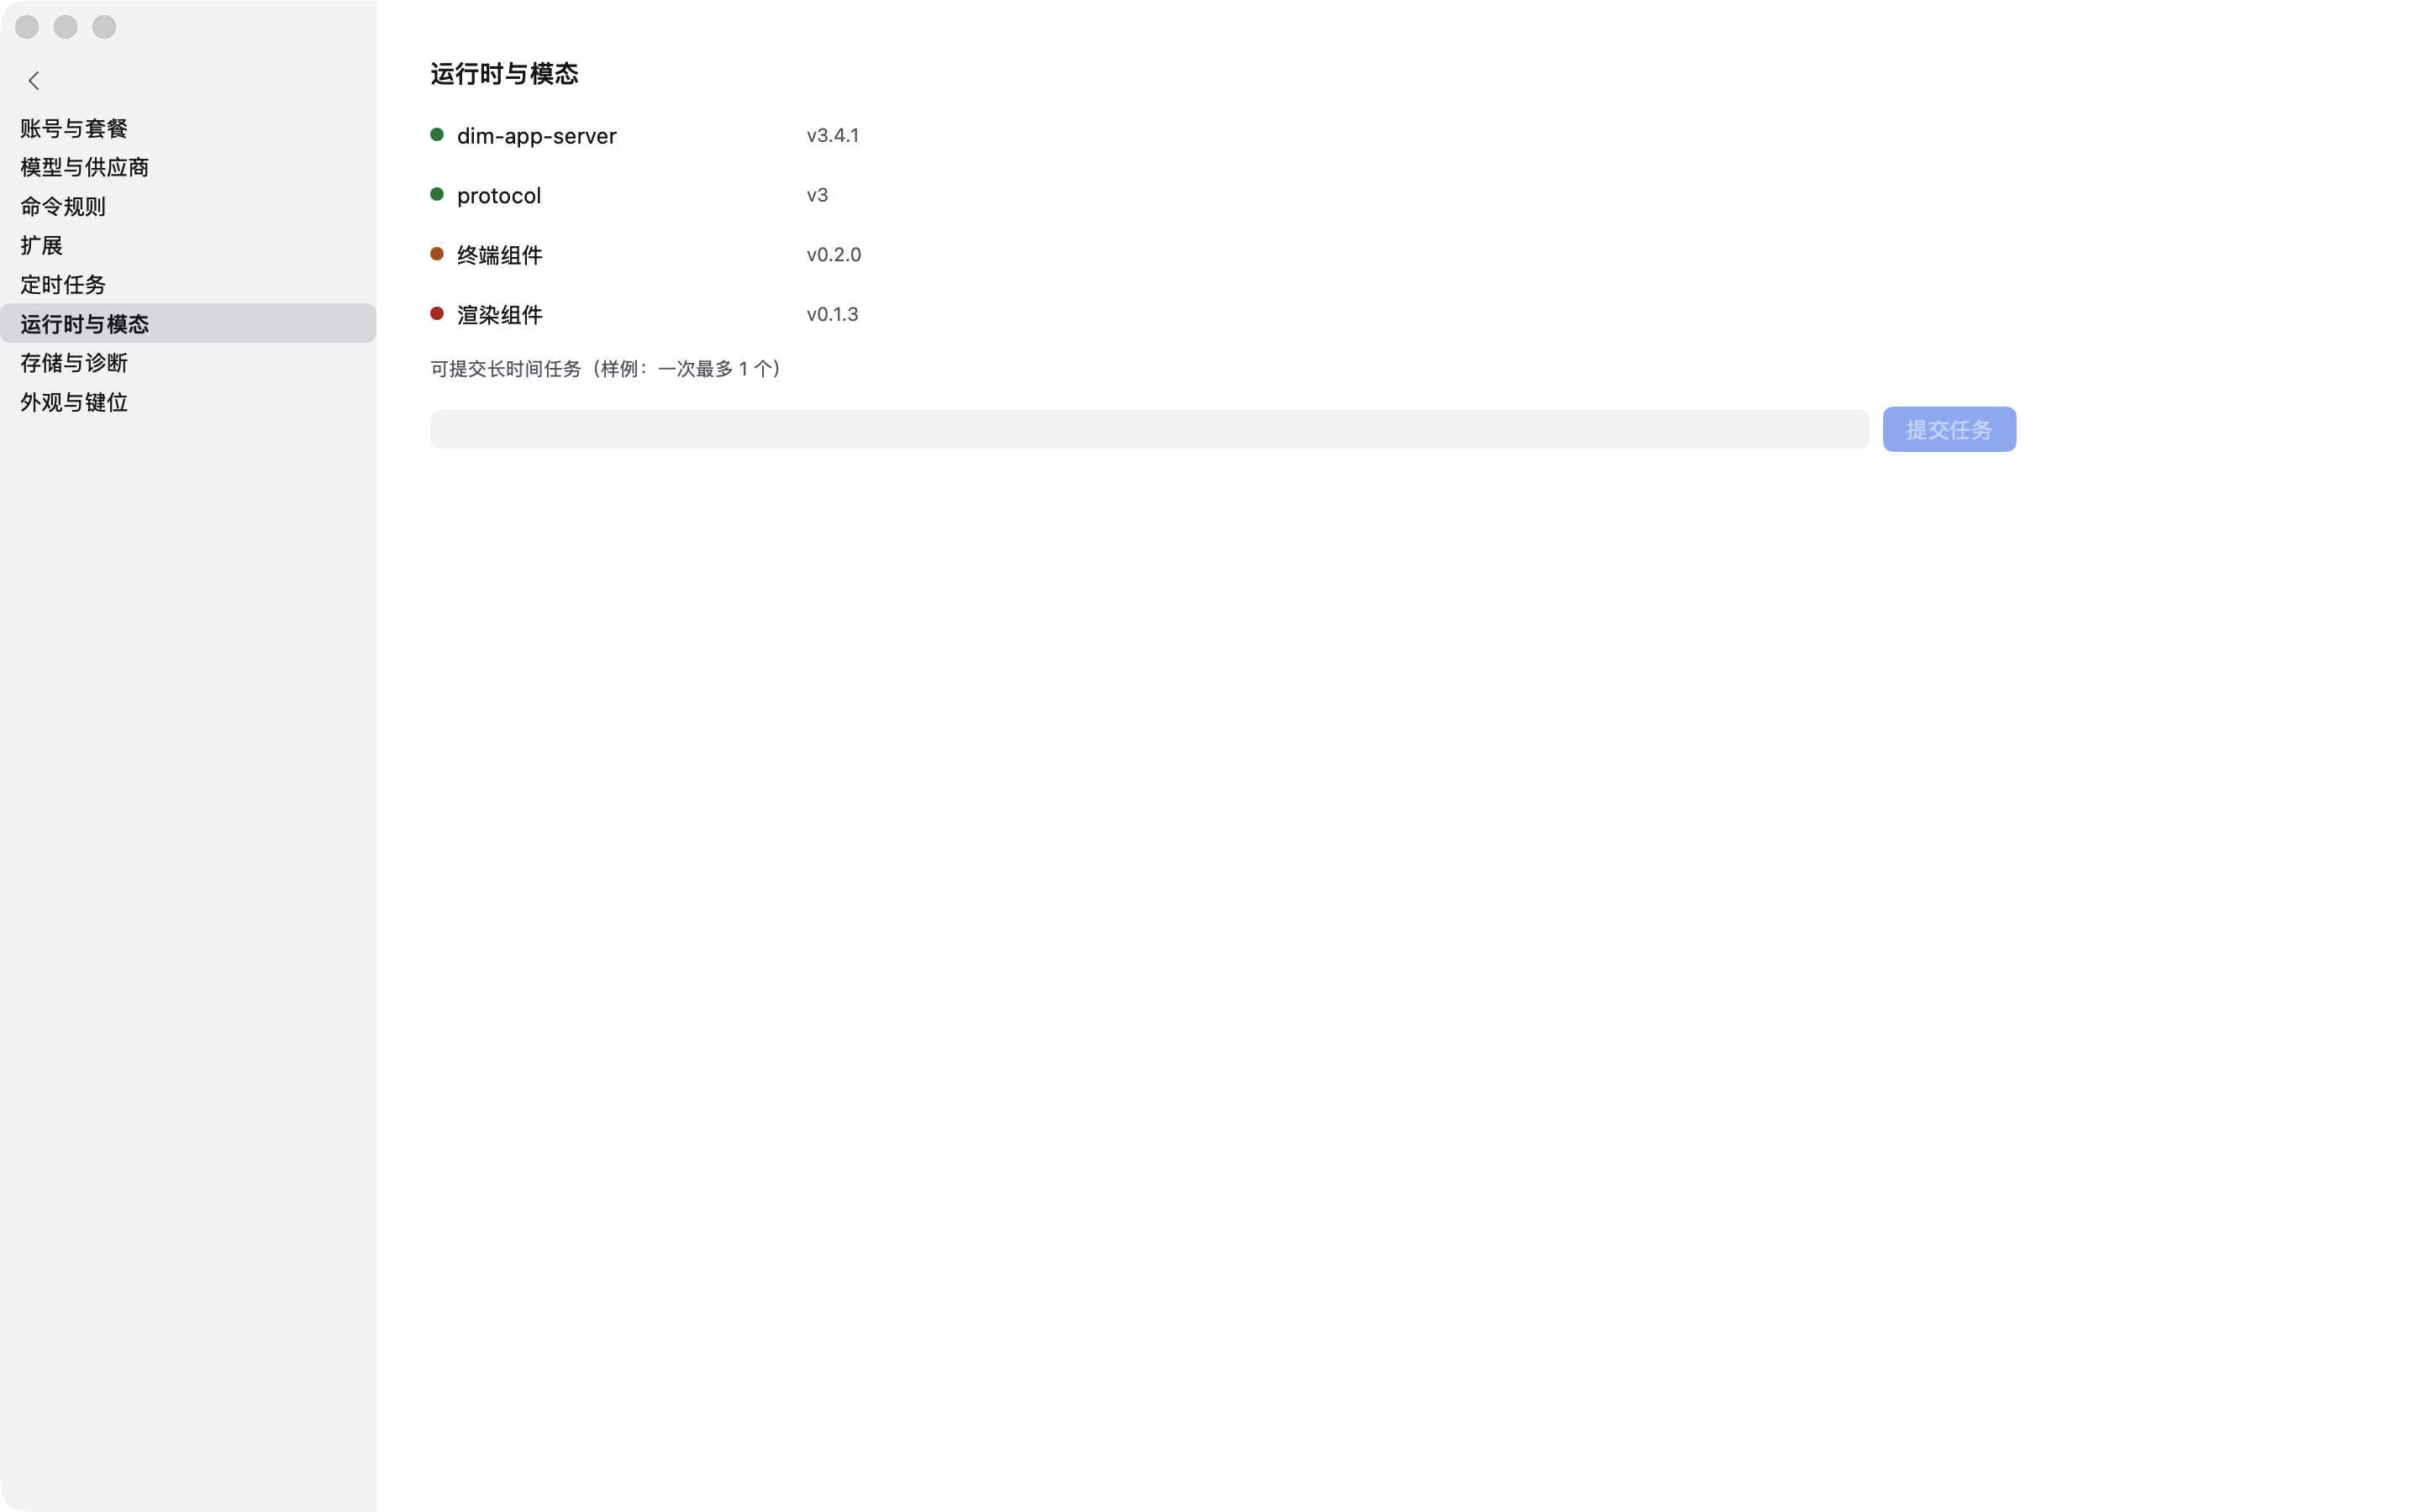 账号与套餐
模型与供应商
命令规则
扩展
定时任务
运行时与模态
存储与诊断
外观与键位
运行时与模态
dim-app-server v3.4.1
protocol v3
终端组件 v0.2.0
渲染组件 v0.1.3
可提交长时间任务（样例：一次最多 1 个）
提交任务